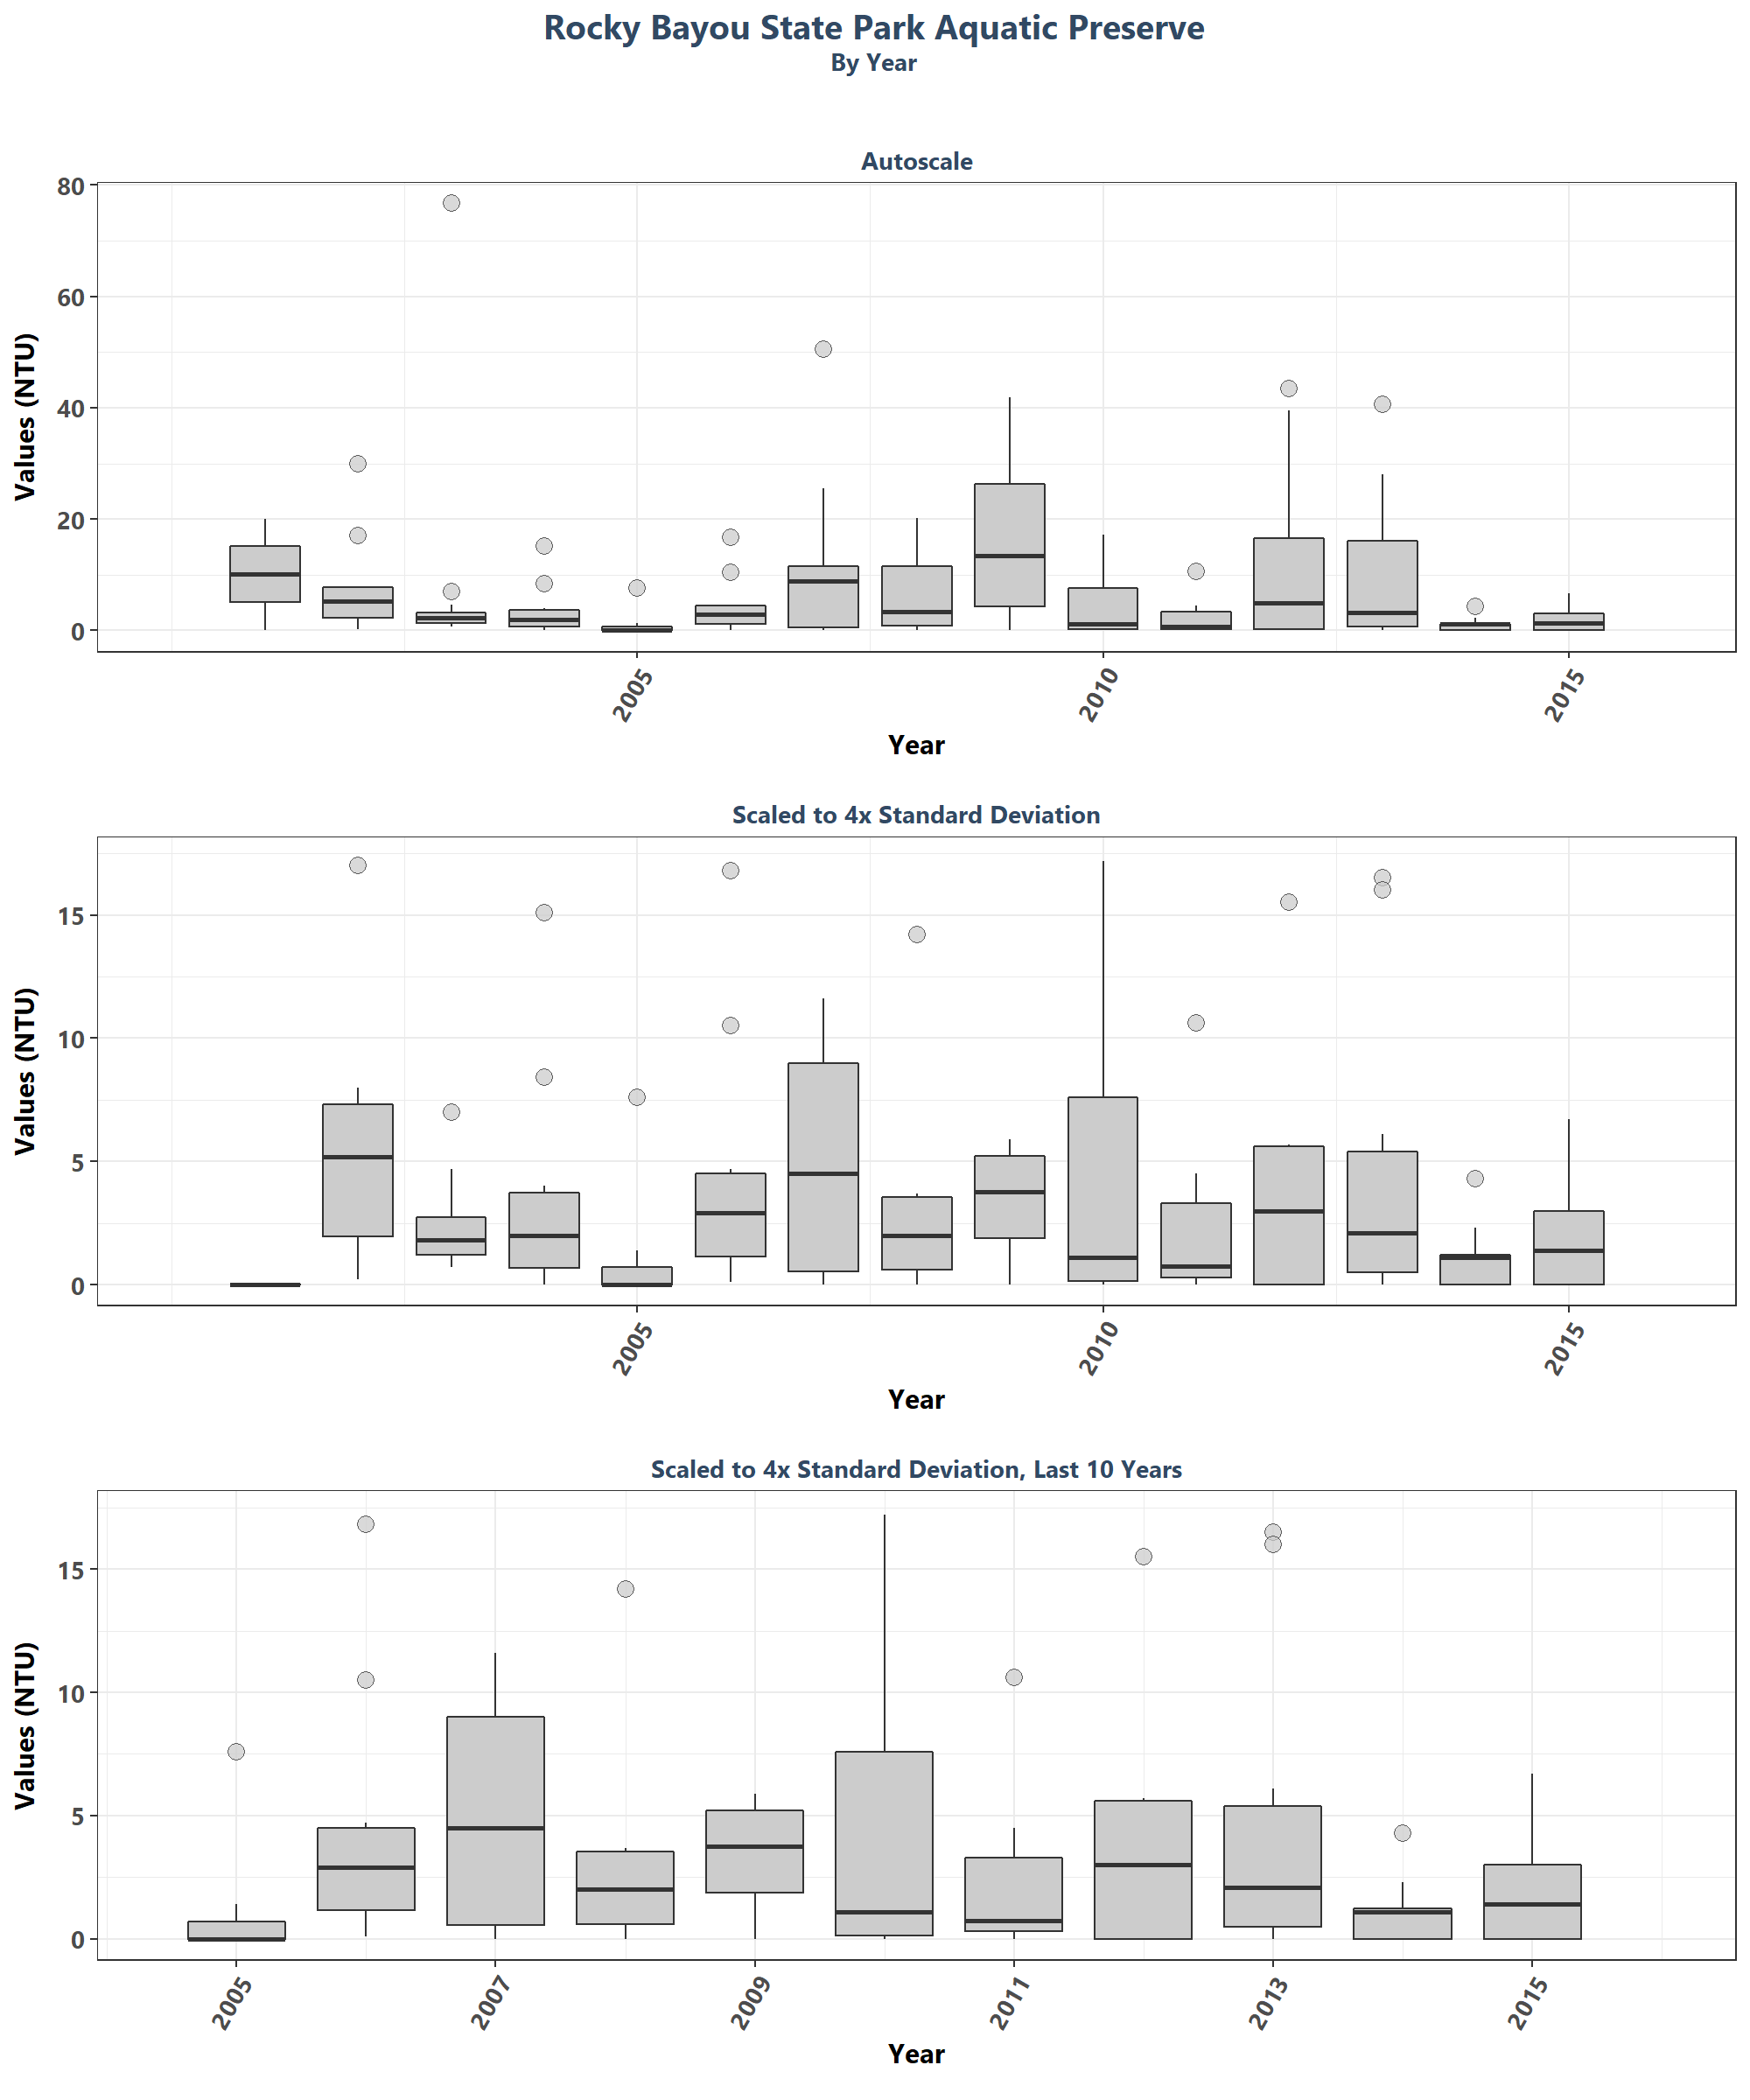 Rocky Bayou State Park Aquatic Preserve
By Year
Autoscale
Values (NTU)
80
60
40
20
0
2005
2010
2015
Year
Scaled to 4x Standard Deviation
Values (NTU)
15
10
5
0
2005
2010
2015
Year
Scaled to 4x Standard Deviation, Last 10 Years
Values (NTU)
15
10
5
0
2005
2007
2009
2011
2013
2015
Year